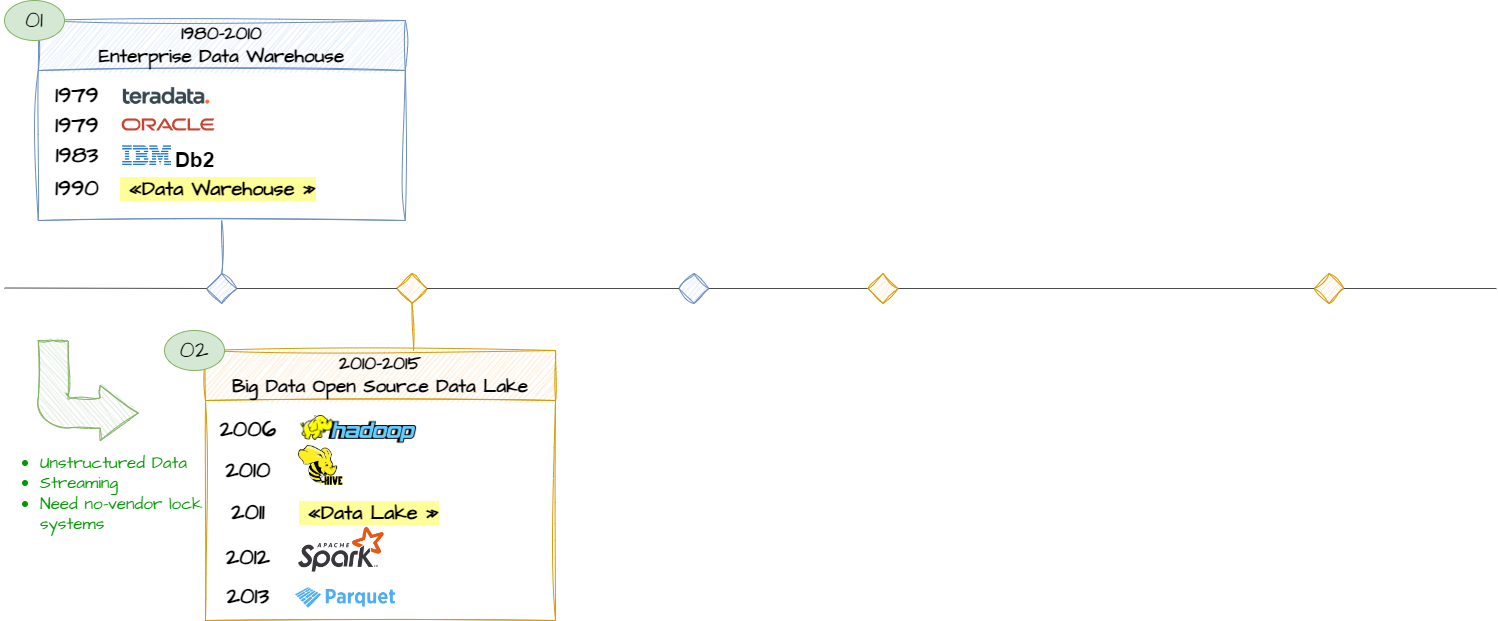 01
1980-2010
Enterprise Data Warehouse
1979 teradata.
1979 ORACLE
1983 IBM Db2
1990 «Data Warehouse »
02
2010-2015
Big Data Open Source Data Lake
2006 hadoop
2010 HIVE
2011 «Data Lake »
2012 APACHE Spark™
2013 Parquet
• Unstructured Data
• Streaming
• Need no-vendor lock
systems